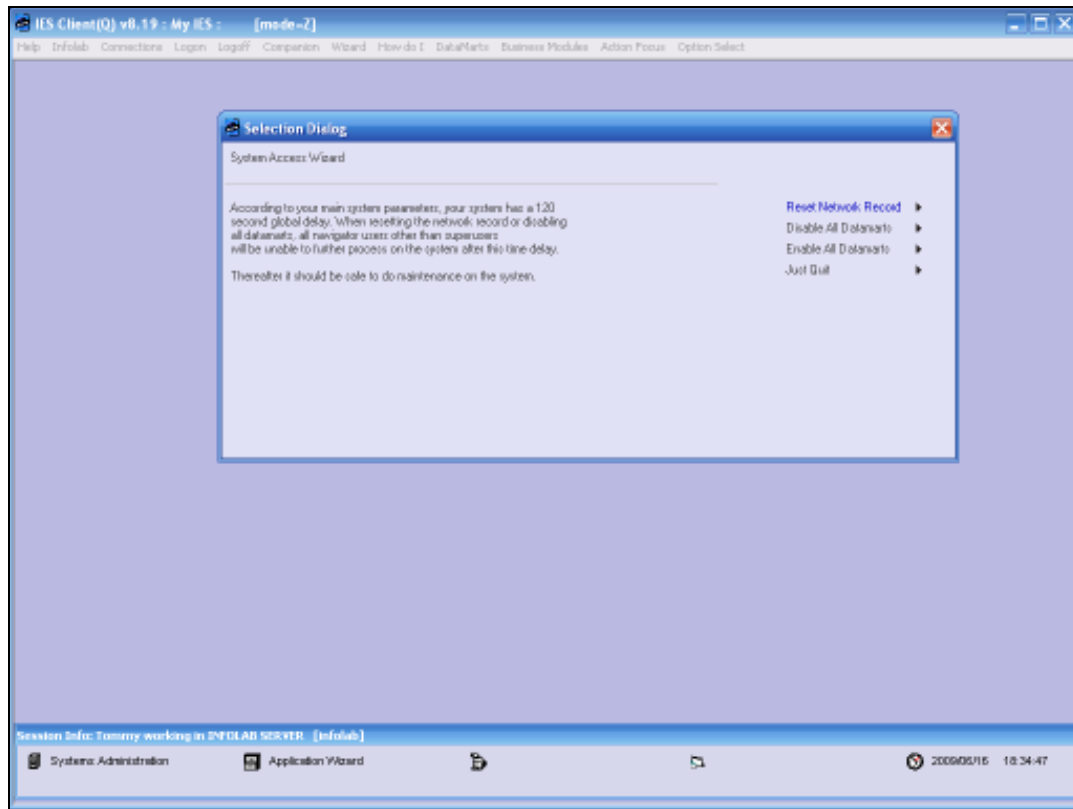 IES Client(Q) v8.19 : My IES : [mode=Z]
Help Infolab Connections Logon Logoff Companion Wizard How do I DataMarts Business Modules Action Focus Option Select
Selection Dialog
System Access Wizard
According to your main system parameters, your system has a 120
second global delay. When resetting the network record or disabling
all datamarts, all navigator users other than superusers
will be unable to further process on the system after this time delay.
Thereafter it should be safe to do maintenance on the system.
Reset Network Record
Disable All Datamarts
Enable All Datamarts
Just Quit
Session Info: Tommy working in INFOLAB SERVER [infolab]
Systems Administration Application Wizard 2009/06/16 18:34:47